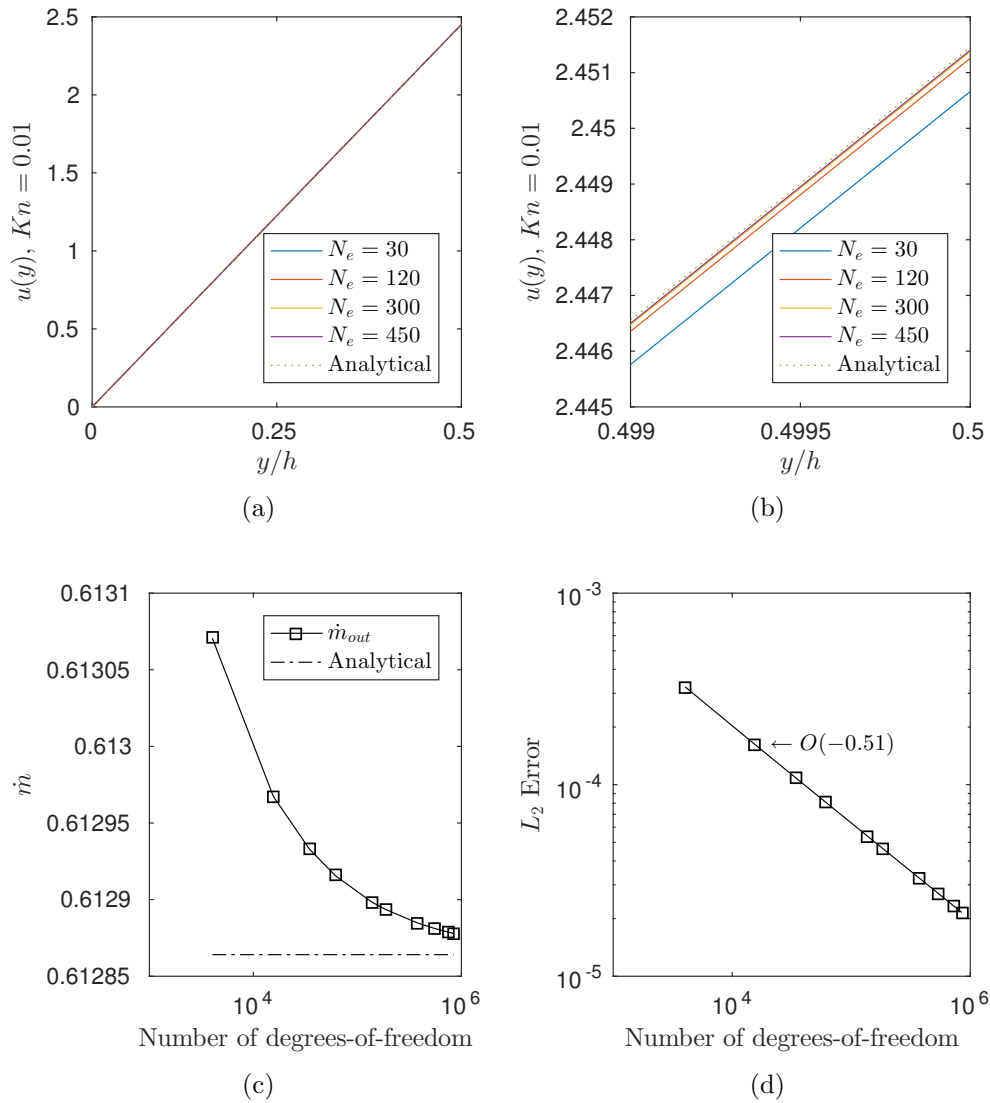 2.5
2
1.5
1
0.5
0
0
0.25
0.5
u(y), Kn = 0.01
y/h
N_e = 30
N_e = 120
N_e = 300
N_e = 450
Analytical
(a)
2.452
2.451
2.45
2.449
2.448
2.447
2.446
2.445
0.499
0.4995
0.5
u(y), Kn = 0.01
y/h
N_e = 30
N_e = 120
N_e = 300
N_e = 450
Analytical
(b)
0.6131
0.61305
0.613
0.61295
0.6129
0.61285
10^4
10^6
ṁ
ṁ_{out}
Analytical
Number of degrees-of-freedom
(c)
10^{-3}
10^{-4}
10^{-5}
10^4
10^6
L_2 Error
← O(−0.51)
Number of degrees-of-freedom
(d)